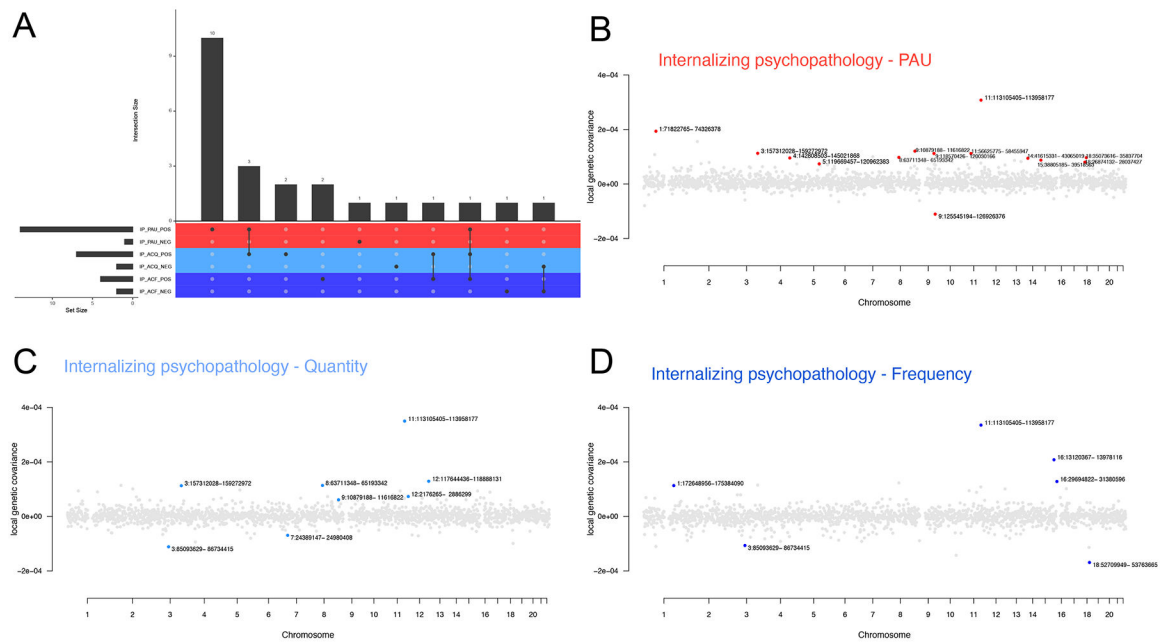 A
10
3
2
2
1
1
1
1
1
1
9
6
3
0
Intersection Size
IP_PAU_POS
IP_PAU_NEG
IP_ACQ_POS
IP_ACQ_NEG
IP_ACF_POS
IP_ACF_NEG
10
5
0
Set Size
B
Internalizing psychopathology - PAU
local genetic covariance
4e-04
2e-04
0e+00
-2e-04
11:113105405-113958177
1:71822765- 74326378
3:157312028-159272972
4:142808503-145021868
5:119669457-120962383
8:63711348- 65193342
9:10879188- 11616822
11:56625775- 58455947
9:125545194-126926376
1
2
3
4
5
6
7
8
9
10
11
12
13
14
16
18
20
Chromosome
C
Internalizing psychopathology - Quantity
local genetic covariance
4e-04
2e-04
0e+00
-2e-04
11:113105405-113958177
3:157312028-159272972
8:63711348- 65193342
12:117644436-118888131
9:10879188- 11616822
12:2176265- 2886299
7:24389147- 24980408
3:85093629- 86734415
1
2
3
4
5
6
7
8
9
10
11
12
13
14
16
18
20
Chromosome
D
Internalizing psychopathology - Frequency
local genetic covariance
4e-04
2e-04
0e+00
-2e-04
11:113105405-113958177
16:13120367- 13978116
1:172648956-175384090
16:29694822- 31380596
3:85093629- 86734415
18:52709949- 53763665
1
2
3
4
5
6
7
8
9
10
11
12
13
14
16
18
20
Chromosome